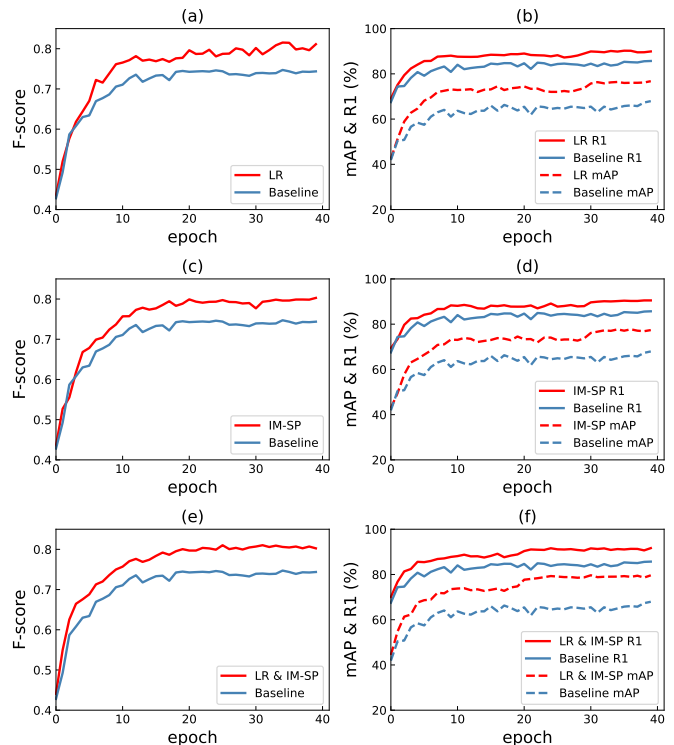 (a)
F-score
0.8
0.7
0.6
0.5
0.4
LR
Baseline
0 10 20 30 40
epoch
(b)
mAP & R1 (%)
100
80
60
40
20
LR R1
Baseline R1
LR mAP
Baseline mAP
0 10 20 30 40
epoch
(c)
F-score
0.8
0.7
0.6
0.5
0.4
IM-SP
Baseline
0 10 20 30 40
epoch
(d)
mAP & R1 (%)
100
80
60
40
20
IM-SP R1
Baseline R1
IM-SP mAP
Baseline mAP
0 10 20 30 40
epoch
(e)
F-score
0.8
0.7
0.6
0.5
0.4
LR & IM-SP
Baseline
0 10 20 30 40
epoch
(f)
mAP & R1 (%)
100
80
60
40
20
LR & IM-SP R1
Baseline R1
LR & IM-SP mAP
Baseline mAP
0 10 20 30 40
epoch